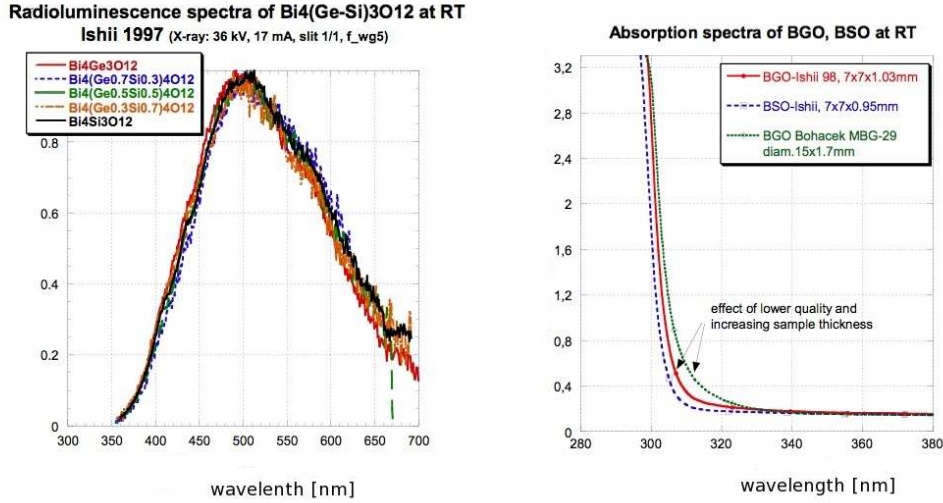 Radioluminescence spectra of Bi4(Ge-Si)3O12 at RT
Ishii 1997 (X-ray: 36 kV, 17 mA, slit 1/1, f_wg5)
Bi4Ge3O12
Bi4(Ge0.7Si0.3)4O12
Bi4(Ge0.5Si0.5)4O12
Bi4(Ge0.3Si0.7)4O12
Bi4Si3O12
0.8
0.6
0.4
0.2
0
300 350 400 450 500 550 600 650 700
wavelenth [nm]
Absorption spectra of BGO, BSO at RT
BGO-Ishii 98, 7x7x1.03mm
BSO-Ishii, 7x7x0.95mm
BGO Bohacek MBG-29
diam.15x1.7mm
3,2
2,8
2,4
2
1,6
1,2
0,8
0,4
0
effect of lower quality and
increasing sample thickness
280 300 320 340 360 380
wavelength [nm]